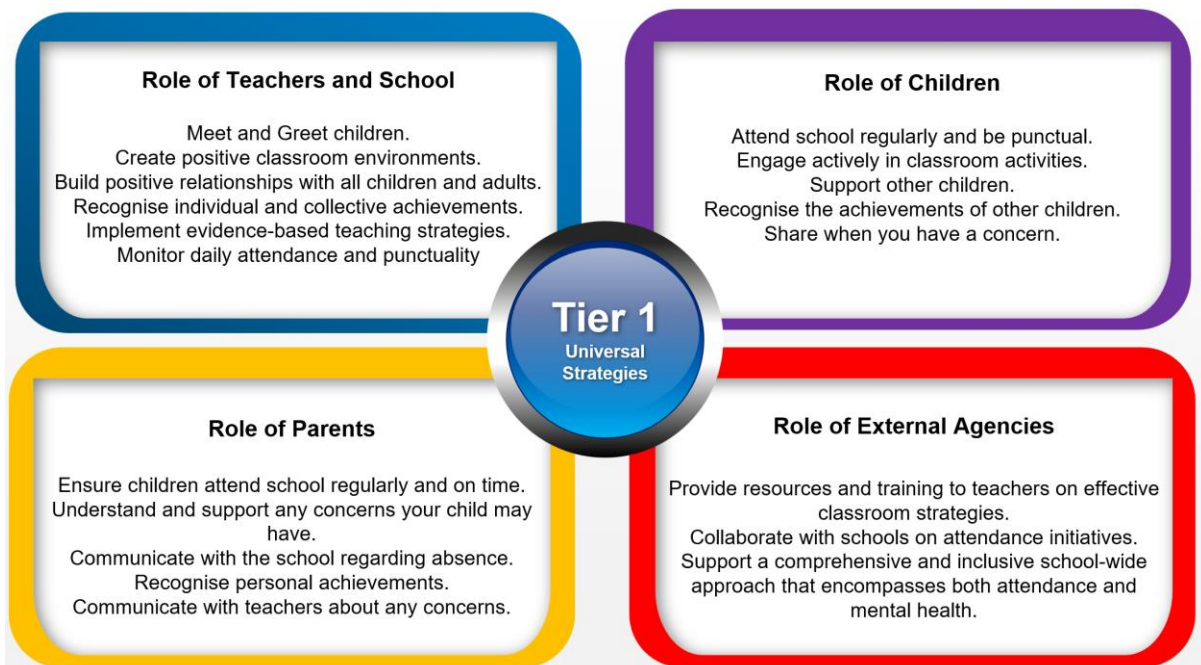 Role of Teachers and School
Meet and Greet children.
Create positive classroom environments.
Build positive relationships with all children and adults.
Recognise individual and collective achievements.
Implement evidence-based teaching strategies.
Monitor daily attendance and punctuality
Role of Children
Attend school regularly and be punctual.
Engage actively in classroom activities.
Support other children.
Recognise the achievements of other children.
Share when you have a concern.
Tier 1
Universal
Strategies
Role of Parents
Ensure children attend school regularly and on time.
Understand and support any concerns your child may
have.
Communicate with the school regarding absence.
Recognise personal achievements.
Communicate with teachers about any concerns.
Role of External Agencies
Provide resources and training to teachers on effective
classroom strategies.
Collaborate with schools on attendance initiatives.
Support a comprehensive and inclusive school-wide
approach that encompasses both attendance and
mental health.